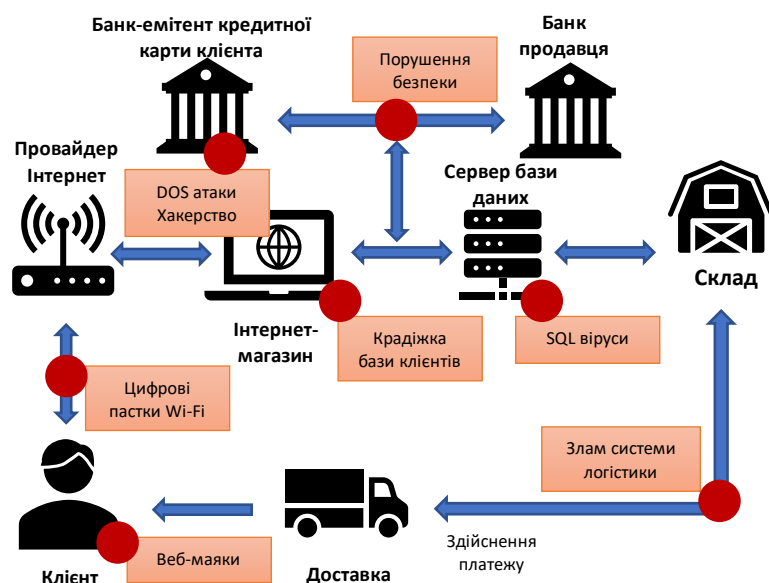 Банк-емітент кредитної
карти клієнта
Банк
продавця
Порушення
безпеки
Провайдер
Інтернет
DOS атаки
Хакерство
Сервер бази
даних
Склад
Інтернет-
магазин
Крадіжка
бази клієнтів
SQL віруси
Цифрові
пастки Wi-Fi
Злам системи
логістики
Веб-маяки
Здійснення
платежу
Клієнт
Доставка